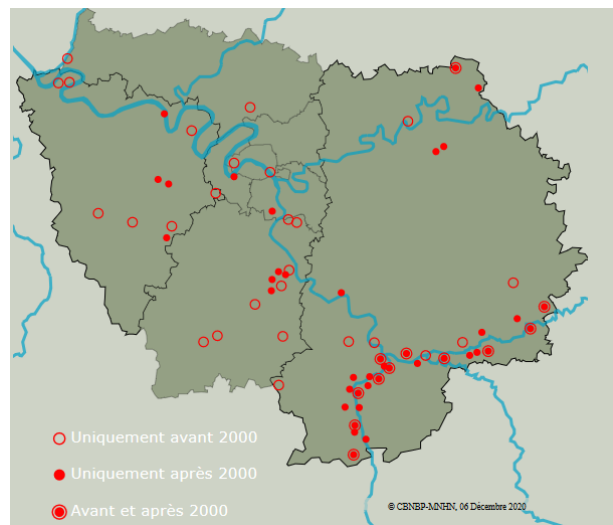 Uniquement avant 2000
Uniquement après 2000
Avant et après 2000
© CBNBP-MNHN, 06 Décembre 2020